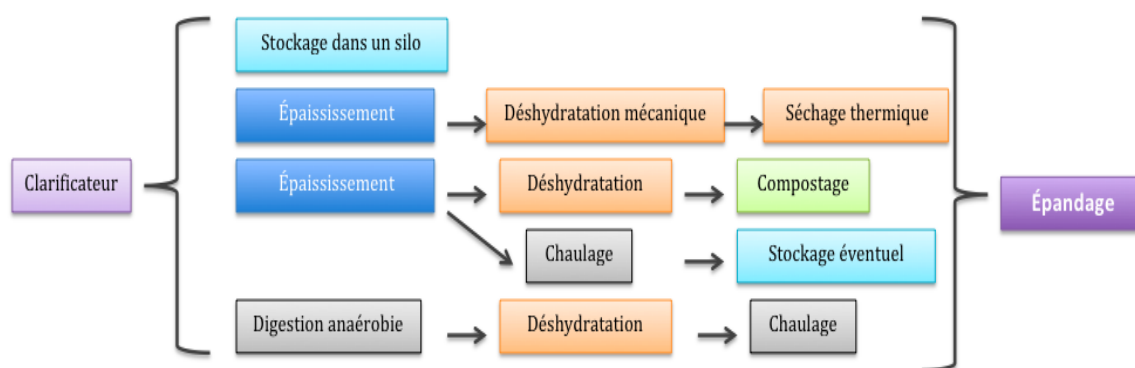 Stockage dans un silo
Épaississement
Déshydratation mécanique
Séchage thermique
Clarificateur
Épaississement
Déshydratation
Compostage
Épandage
Chaulage
Stockage éventuel
Digestion anaérobie
Déshydratation
Chaulage